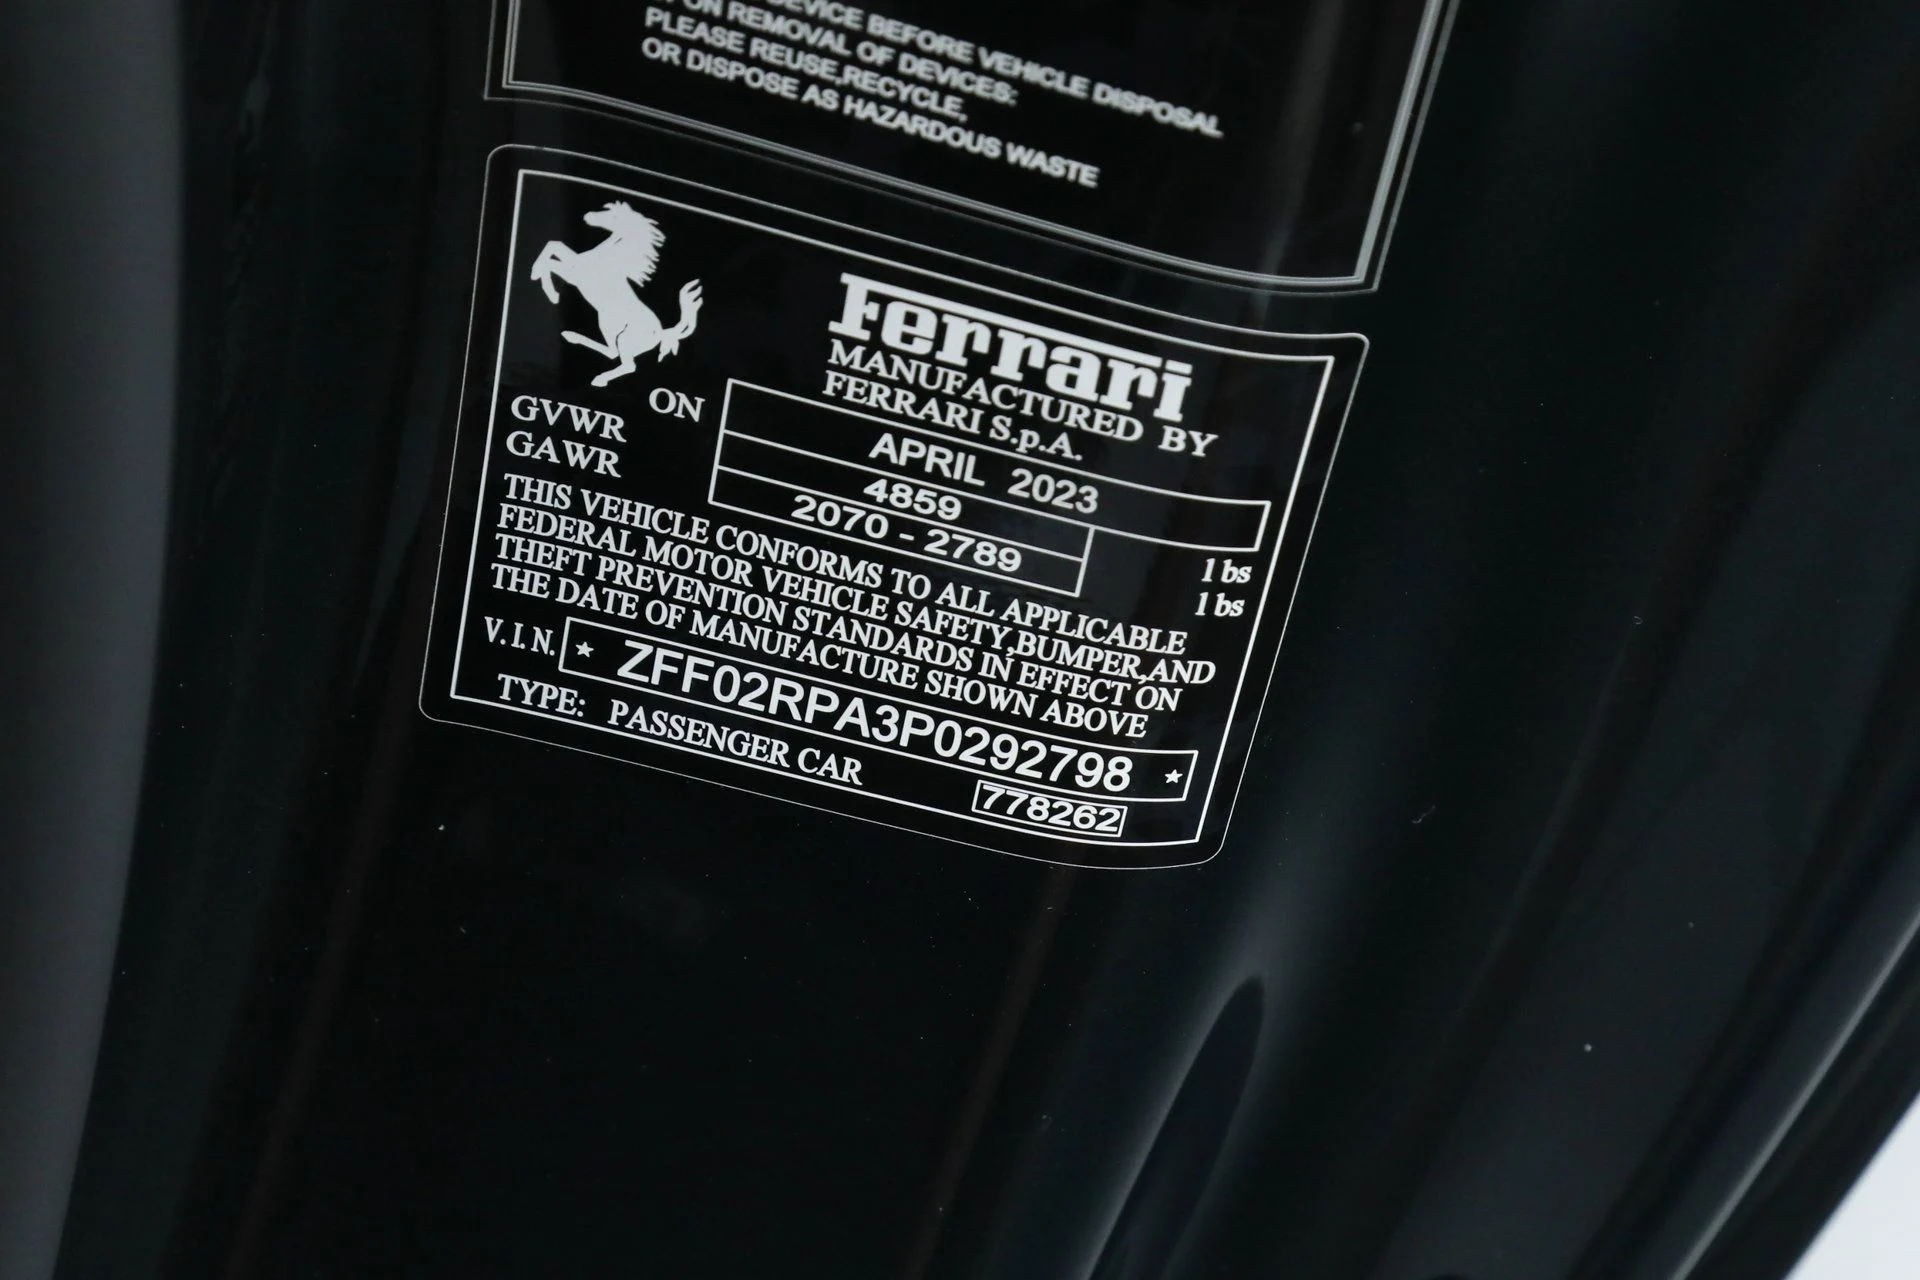 DEVICE BEFORE VEHICLE DISPOSAL
UPON REMOVAL OF DEVICES:
PLEASE REUSE,RECYCLE,
OR DISPOSE AS HAZARDOUS WASTE
Ferrari
MANUFACTURED BY
FERRARI S.p.A.
ON APRIL 2023
GVWR 4859 lbs
GAWR 2070 - 2789 lbs
THIS VEHICLE CONFORMS TO ALL APPLICABLE
FEDERAL MOTOR VEHICLE SAFETY,BUMPER,AND
THEFT PREVENTION STANDARDS IN EFFECT ON
THE DATE OF MANUFACTURE SHOWN ABOVE
V.I.N. * ZFF02RPA3P0292798 *
TYPE: PASSENGER CAR
778262